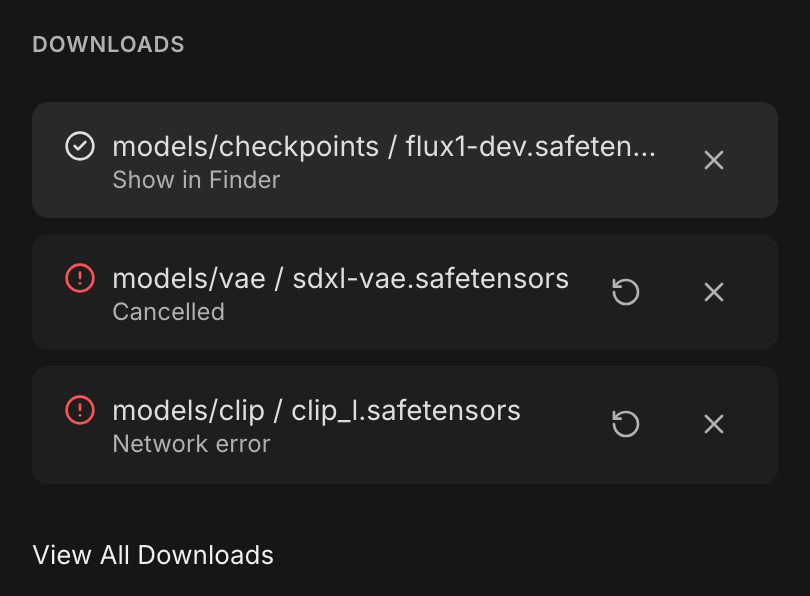 DOWNLOADS
models/checkpoints / flux1-dev.safeten...
Show in Finder
models/vae / sdxl-vae.safetensors
Cancelled
models/clip / clip_l.safetensors
Network error
View All Downloads